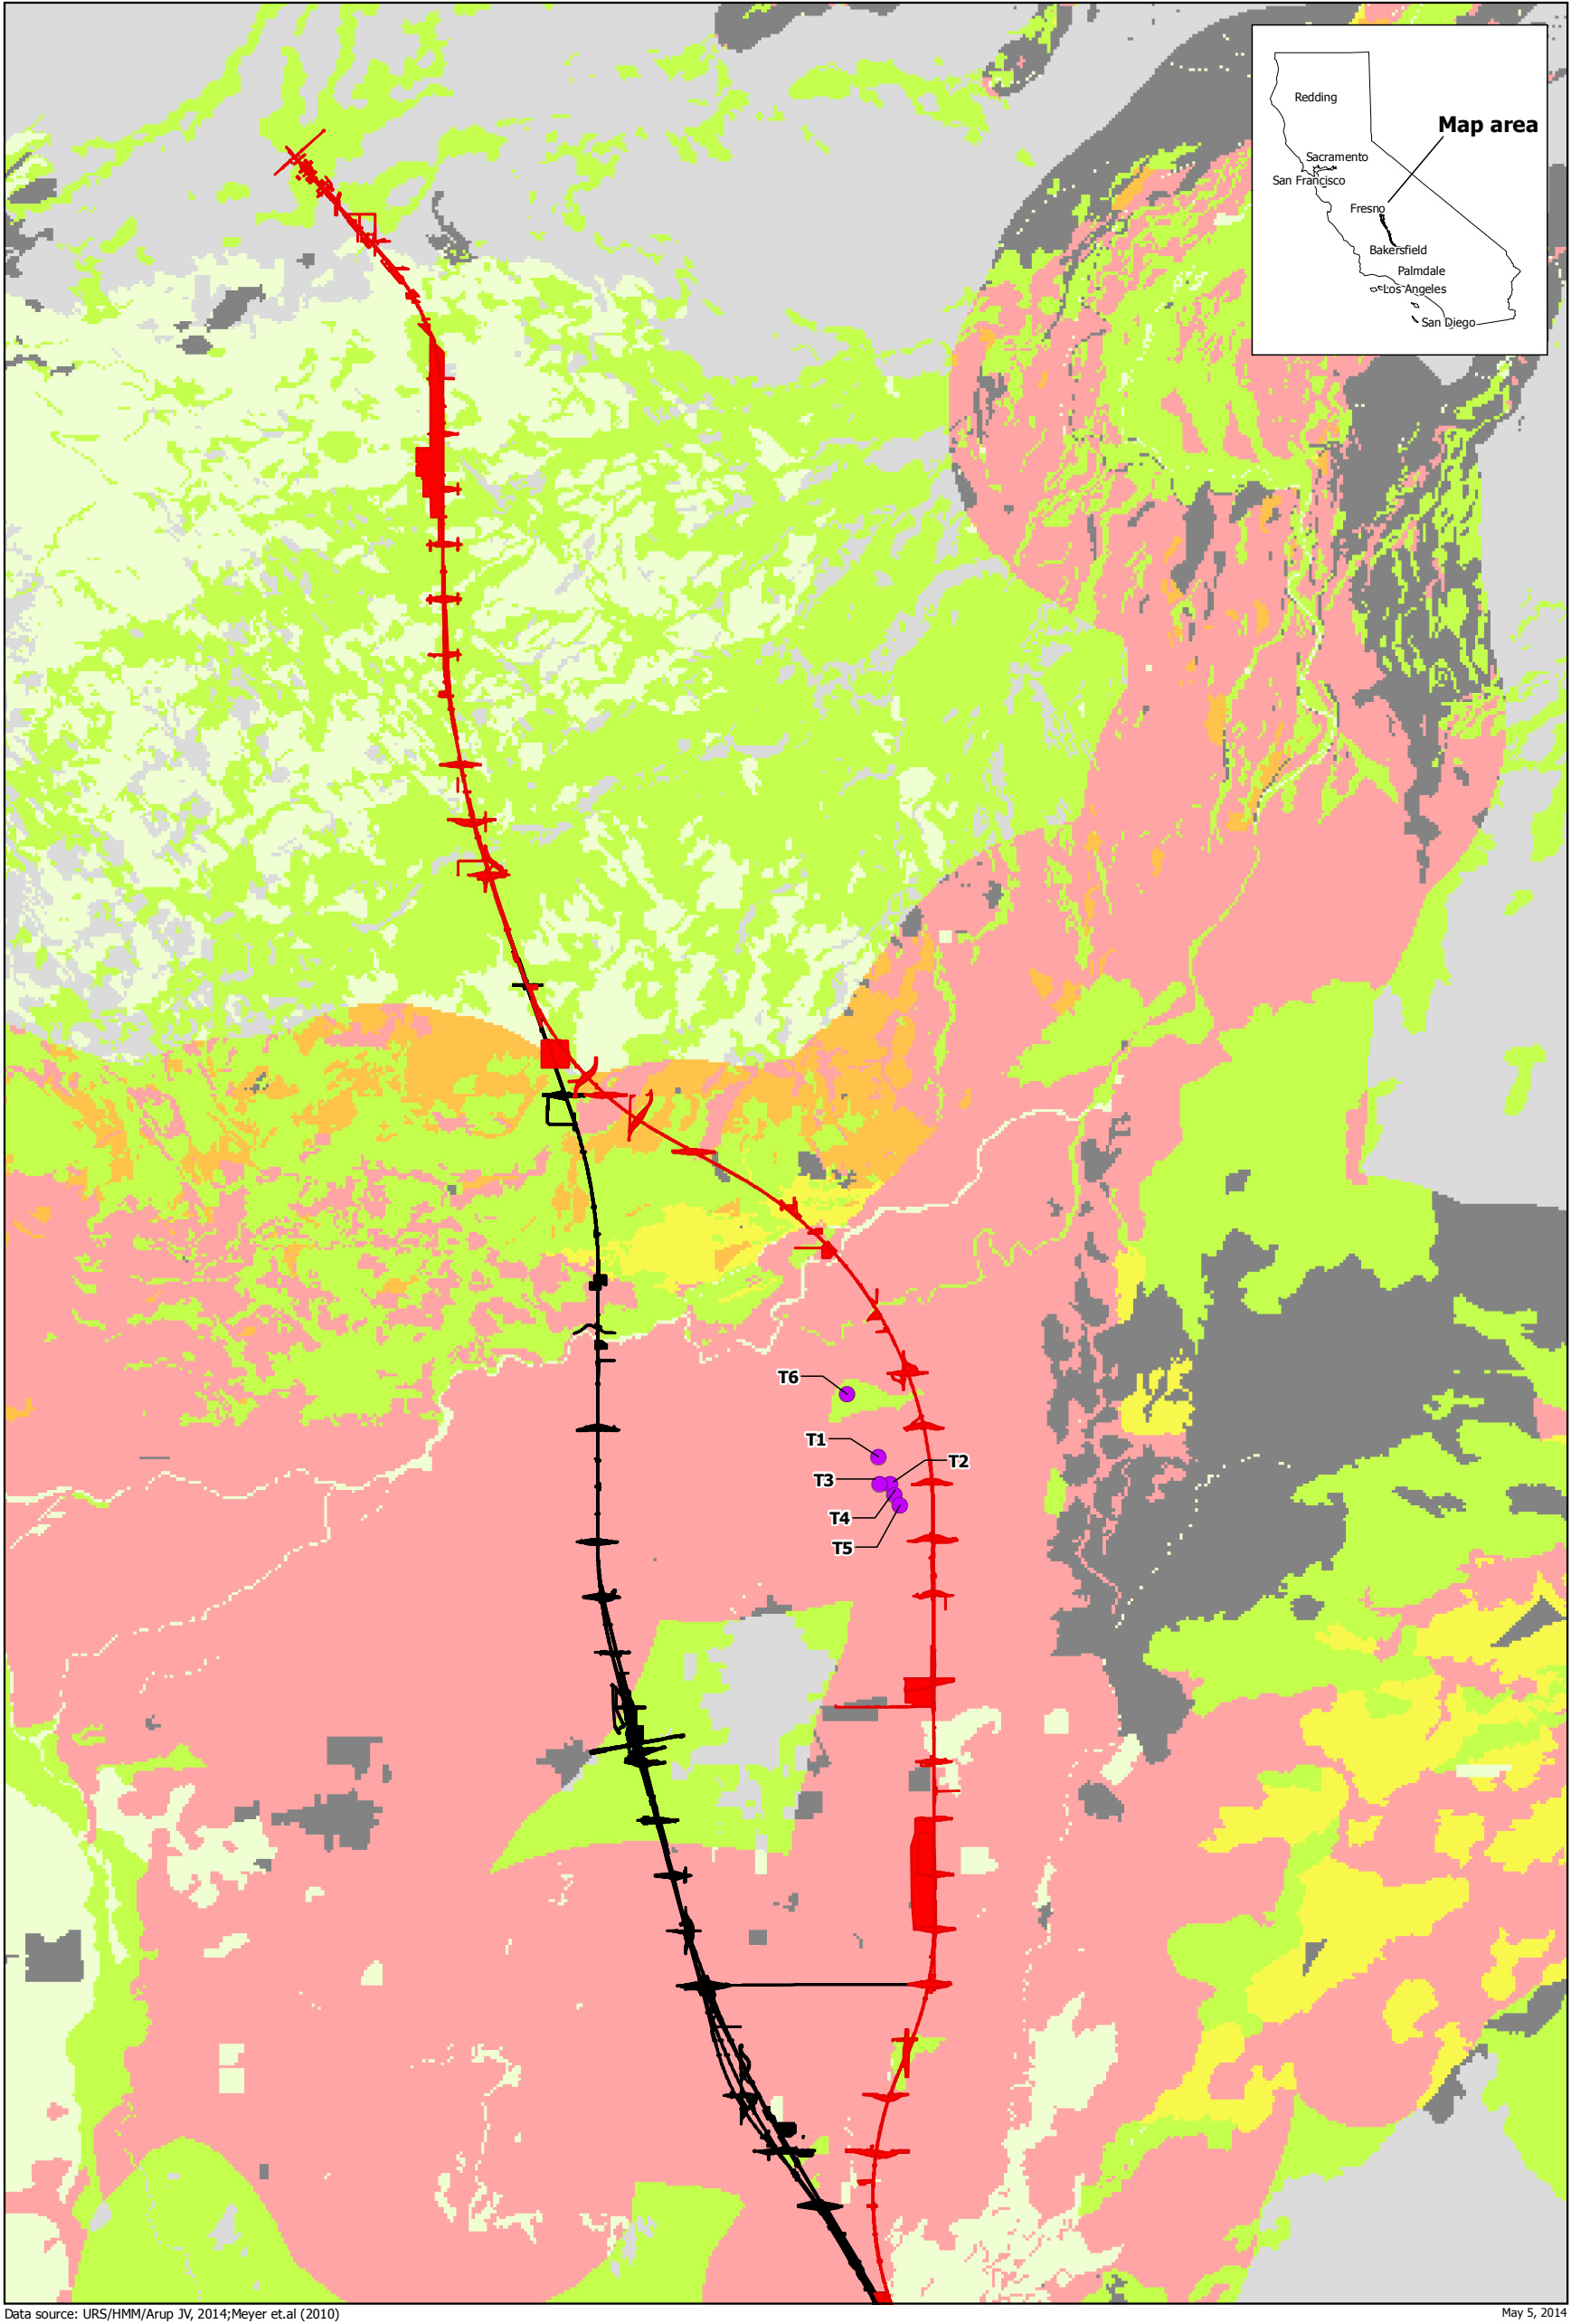 Redding
Map area
Sacramento
San Francisco
Fresno
Bakersfield
Palmdale
Los Angeles
San Diego
T6
T1
T2
T3
T4
T5
Data source: URS/HMM/Arup JV, 2014;Meyer et.al (2010)
May 5, 2014